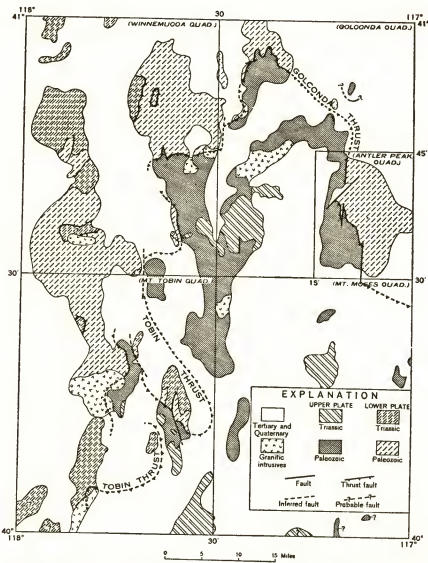 118°
30
117°
41°
(WINNEMUCCA QUAD.)
(GOLCONDA QUAD.)
41°
GOLCONDA THRUST
45'
(ANTLER PEAK
QUAD)
30'
(MT. TOBIN QUAD.)
15'
(MT. MOSES QUAD.)
30'
TOBIN THRUST
TOBIN THRUST
EXPLANATION
UPPER PLATE
LOWER PLATE
Tertiary and
Quaternary
Triassic
Triassic
Granitic
intrusives
Paleozoic
Paleozoic
Fault
Thrust fault
Inferred fault
Probable fault
?
?
40°
118°
30'
117°
40°
0 5 10 15 Miles